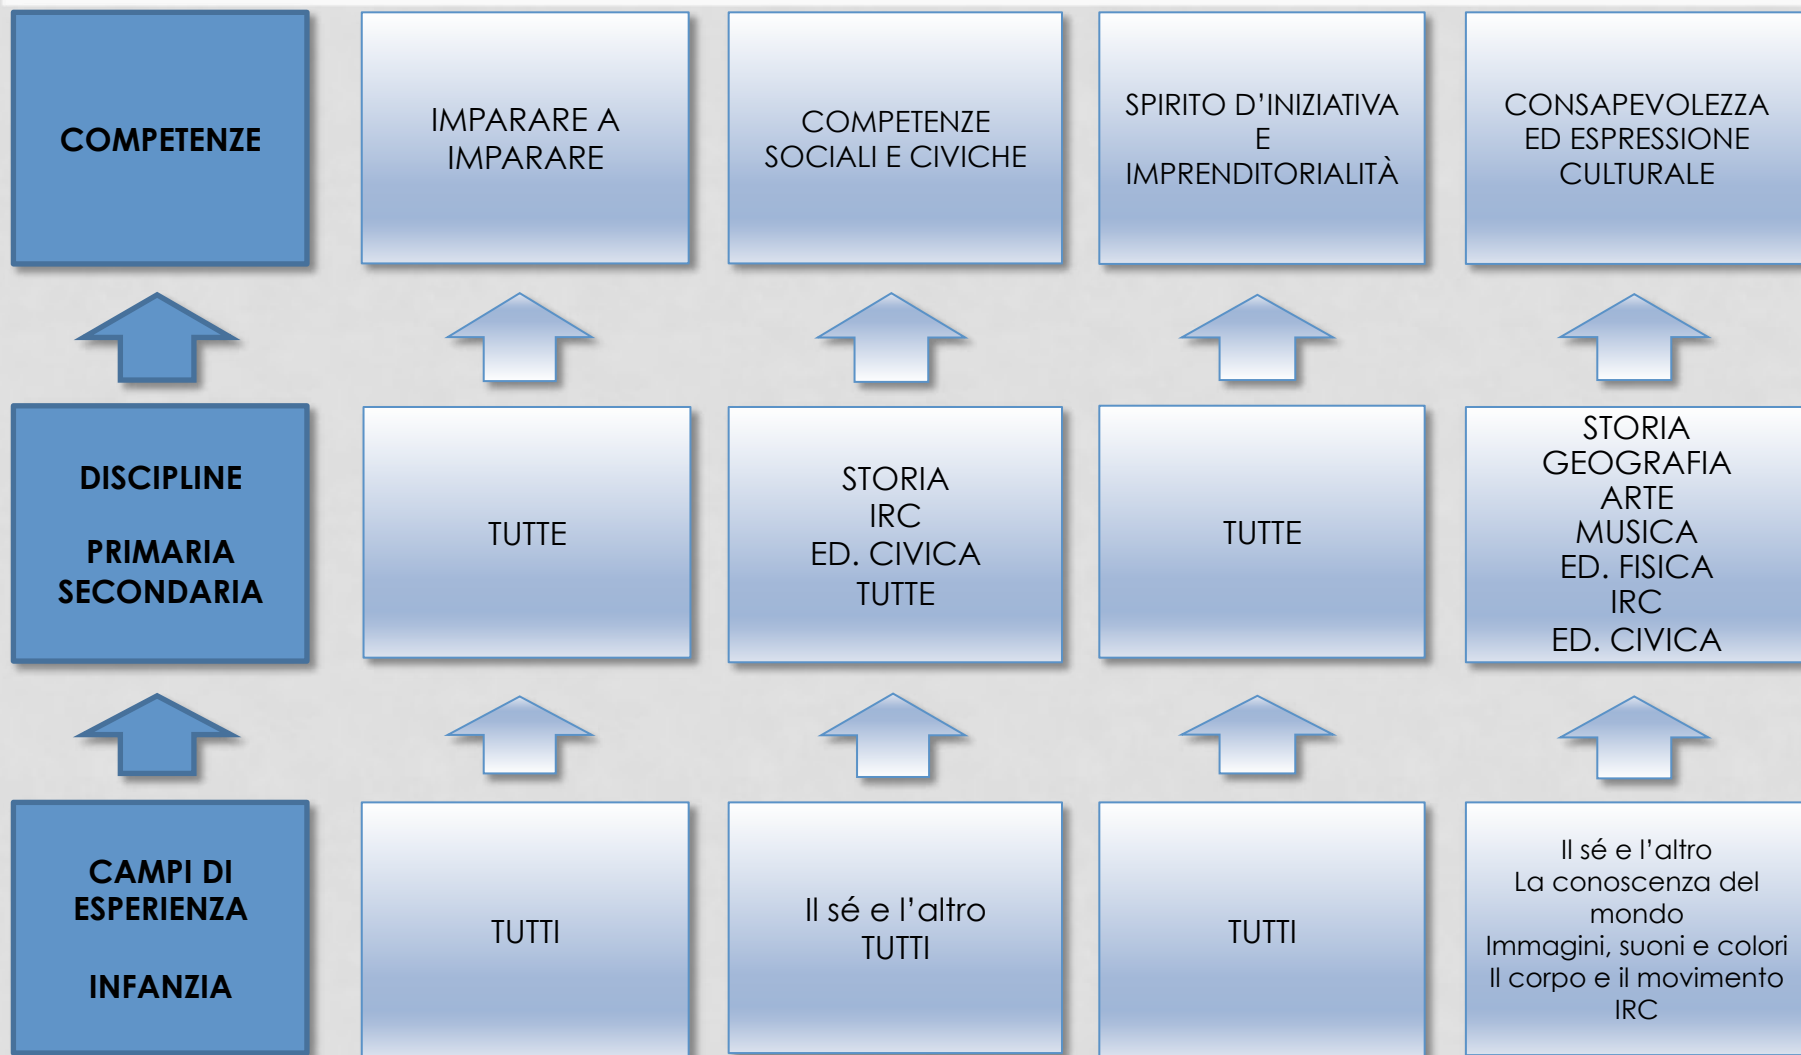 COMPETENZE
IMPARARE A
IMPARARE
COMPETENZE
SOCIALI E CIVICHE
SPIRITO D’INIZIATIVA
E
IMPRENDITORIALITÀ
CONSAPEVOLEZZA
ED ESPRESSIONE
CULTURALE
DISCIPLINE
PRIMARIA
SECONDARIA
TUTTE
STORIA
IRC
ED. CIVICA
TUTTE
TUTTE
STORIA
GEOGRAFIA
ARTE
MUSICA
ED. FISICA
IRC
ED. CIVICA
CAMPI DI
ESPERIENZA
INFANZIA
TUTTI
Il sé e l’altro
TUTTI
TUTTI
Il sé e l’altro
La conoscenza del
mondo
Immagini, suoni e colori
Il corpo e il movimento
IRC